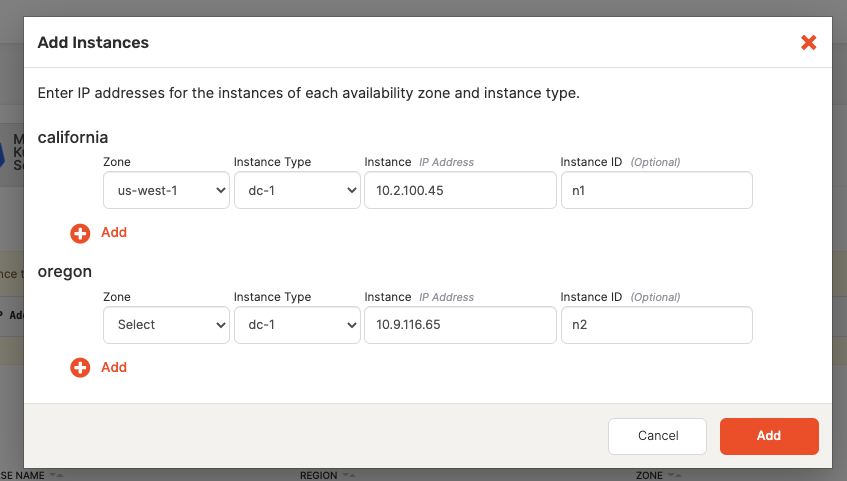 Add Instances
Enter IP addresses for the instances of each availability zone and instance type.
california
Zone Instance Type Instance IP Address Instance ID (Optional)
us-west-1 dc-1 10.2.100.45 n1
Add
oregon
Zone Instance Type Instance IP Address Instance ID (Optional)
Select dc-1 10.9.116.65 n2
Add
Cancel Add
NAME REGION ZONE